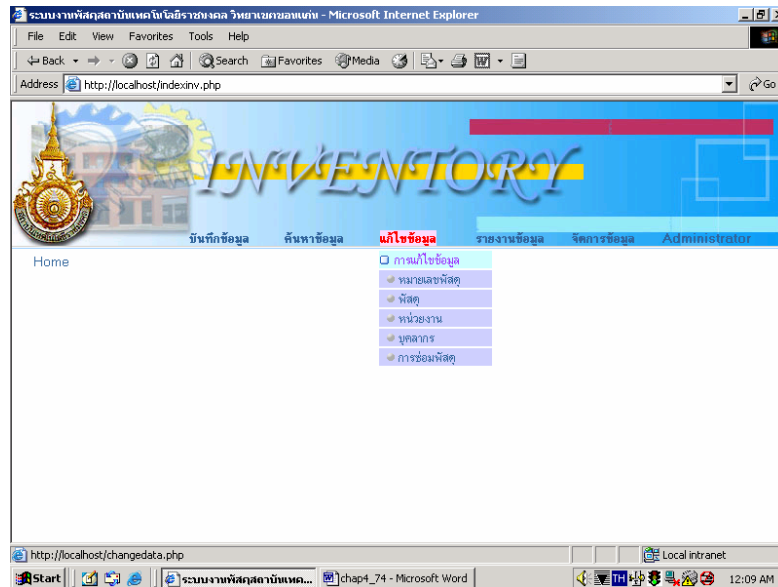 ระบบงานพัสดุสถาบันเทคโนโลยีราชมงคล วิทยาเขตขอนแก่น - Microsoft Internet Explorer
File Edit View Favorites Tools Help
Back Search Favorites Media
Address http://localhost/indexinv.php Go
INVENTORY
บันทึกข้อมูล ค้นหาข้อมูล แก้ไขข้อมูล รายงานข้อมูล จัดการข้อมูล Administrator
Home
การแก้ไขข้อมูล
หมายเลขพัสดุ
พัสดุ
หน่วยงาน
บุคลากร
การซ่อมพัสดุ
http://localhost/changedata.php Local intranet
Start ระบบงานพัสดุสถาบันเทค... chap4_74 - Microsoft Word TH 12:09 AM